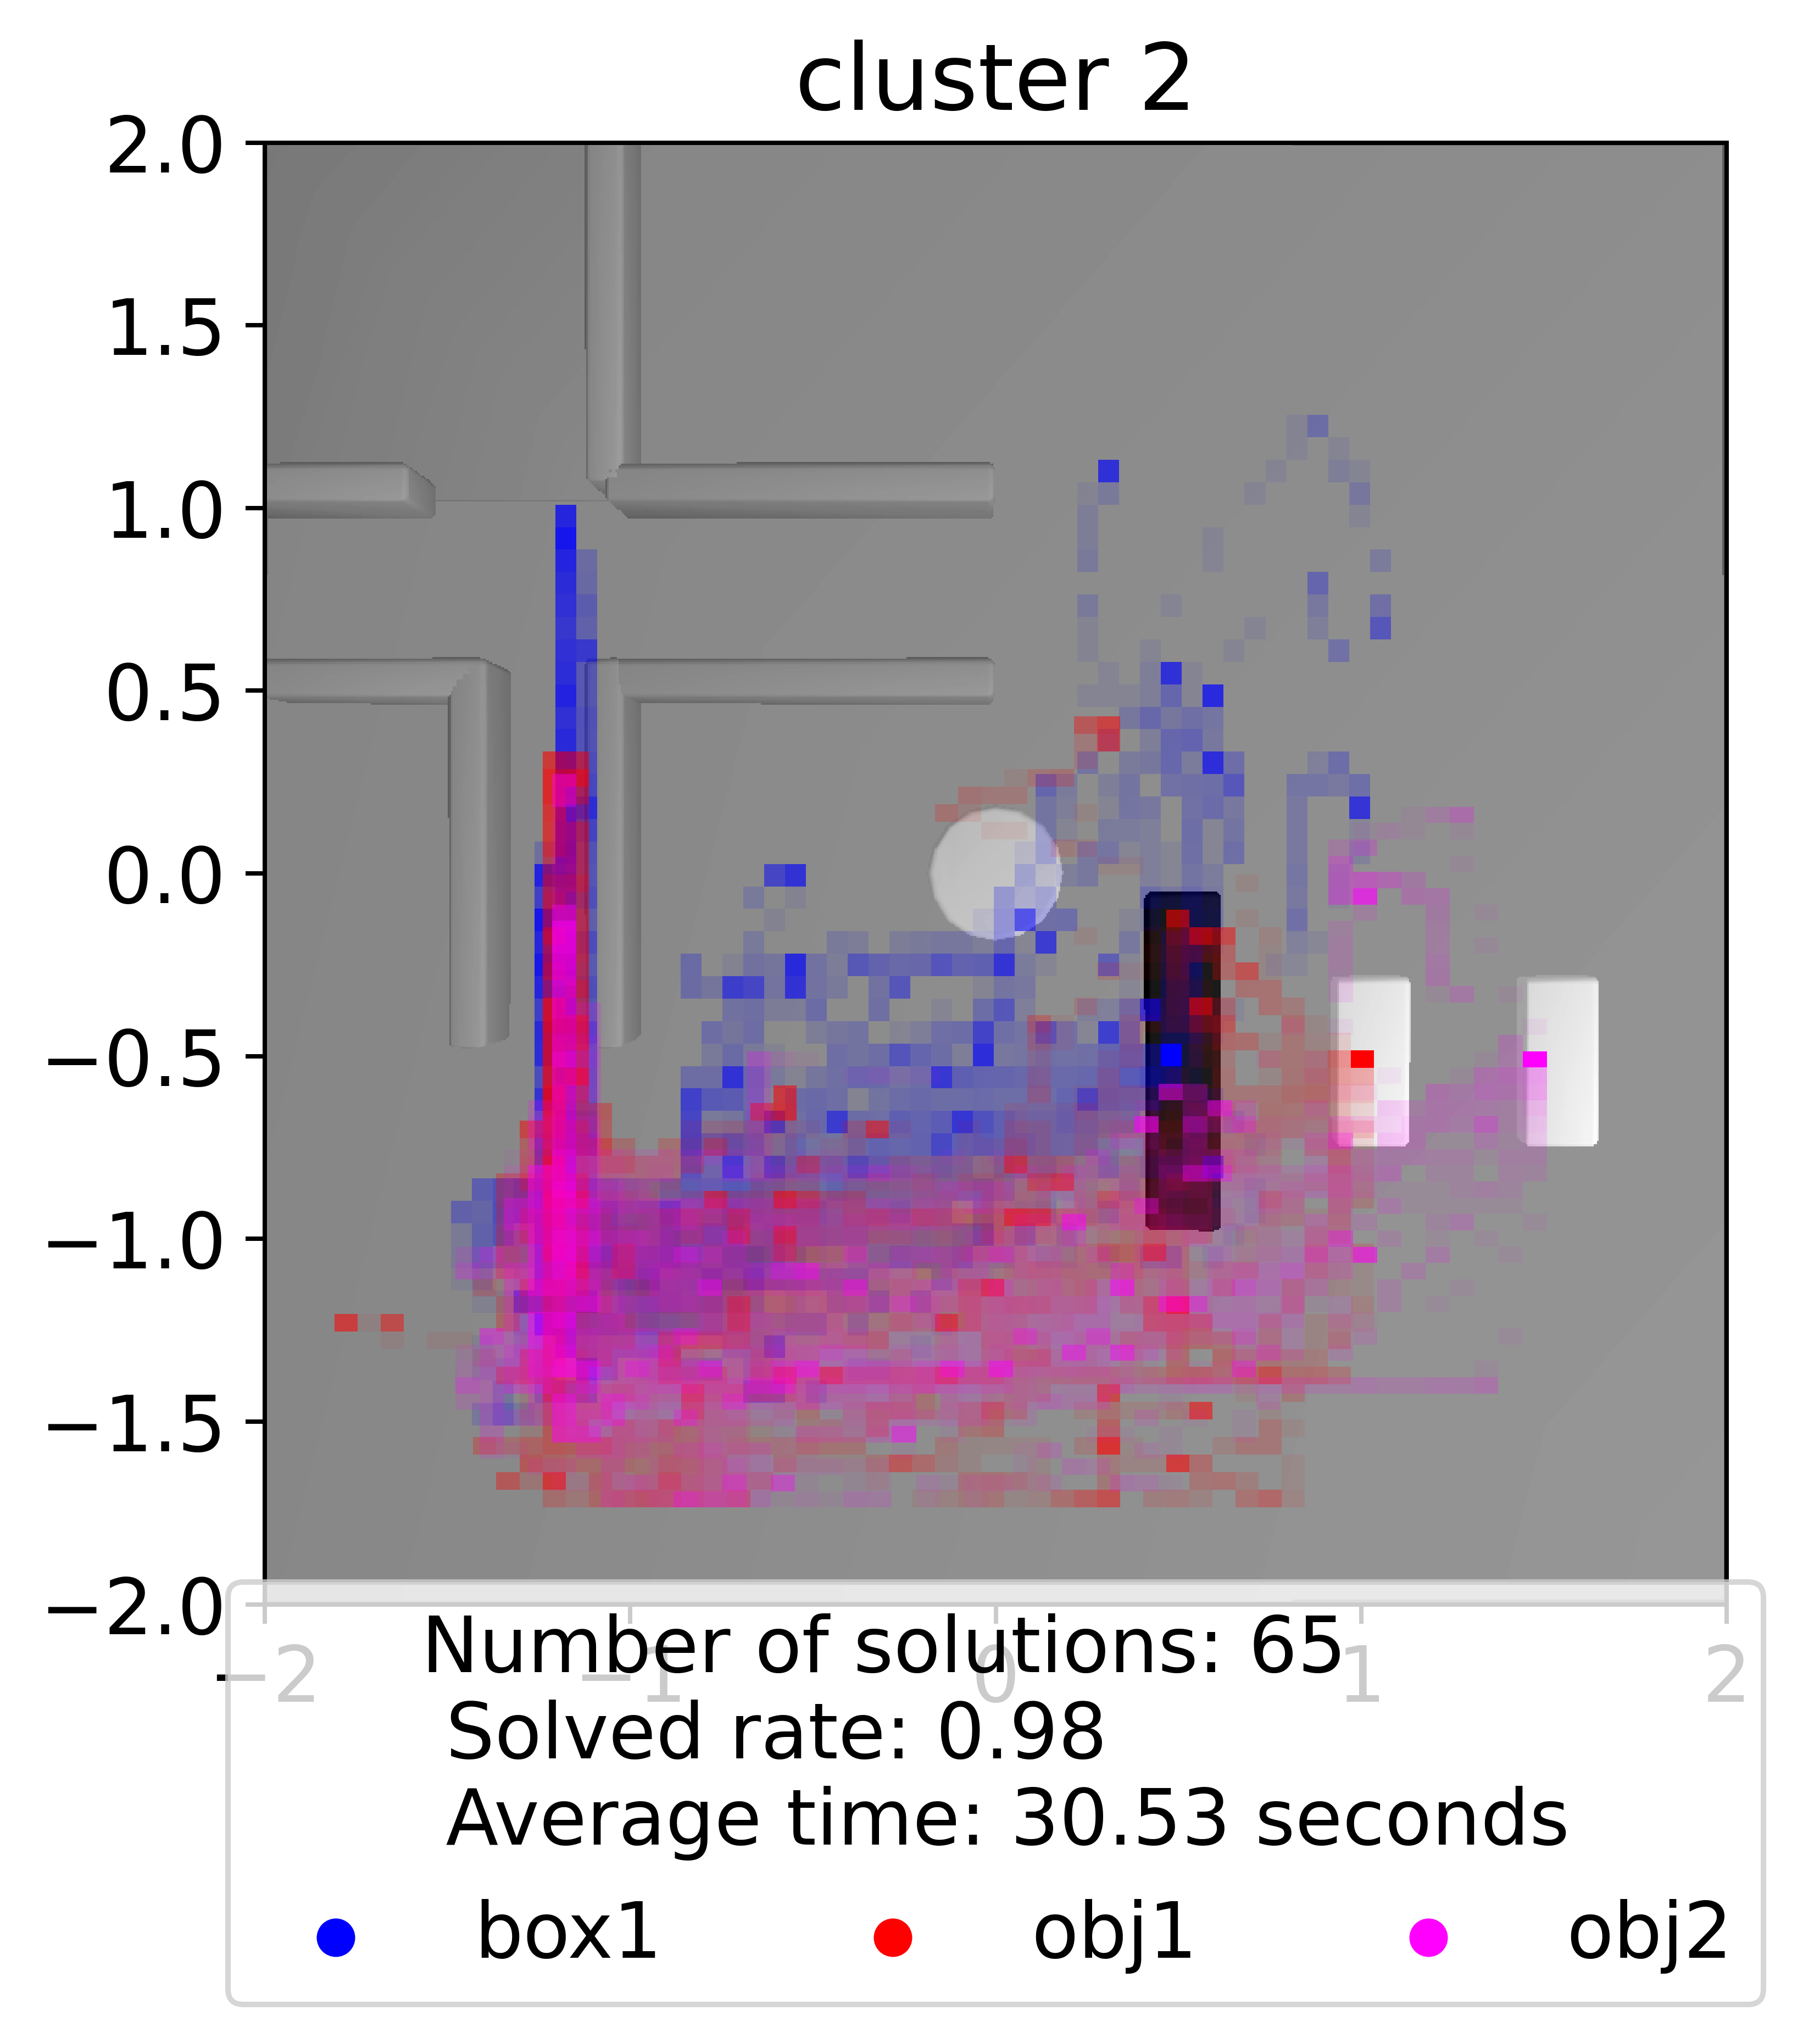 cluster 2
2.0
1.5
1.0
0.5
0.0
−0.5
−1.0
−1.5
−2.0
−2 −1 0 1 2
Number of solutions: 65
Solved rate: 0.98
Average time: 30.53 seconds
box1 obj1 obj2